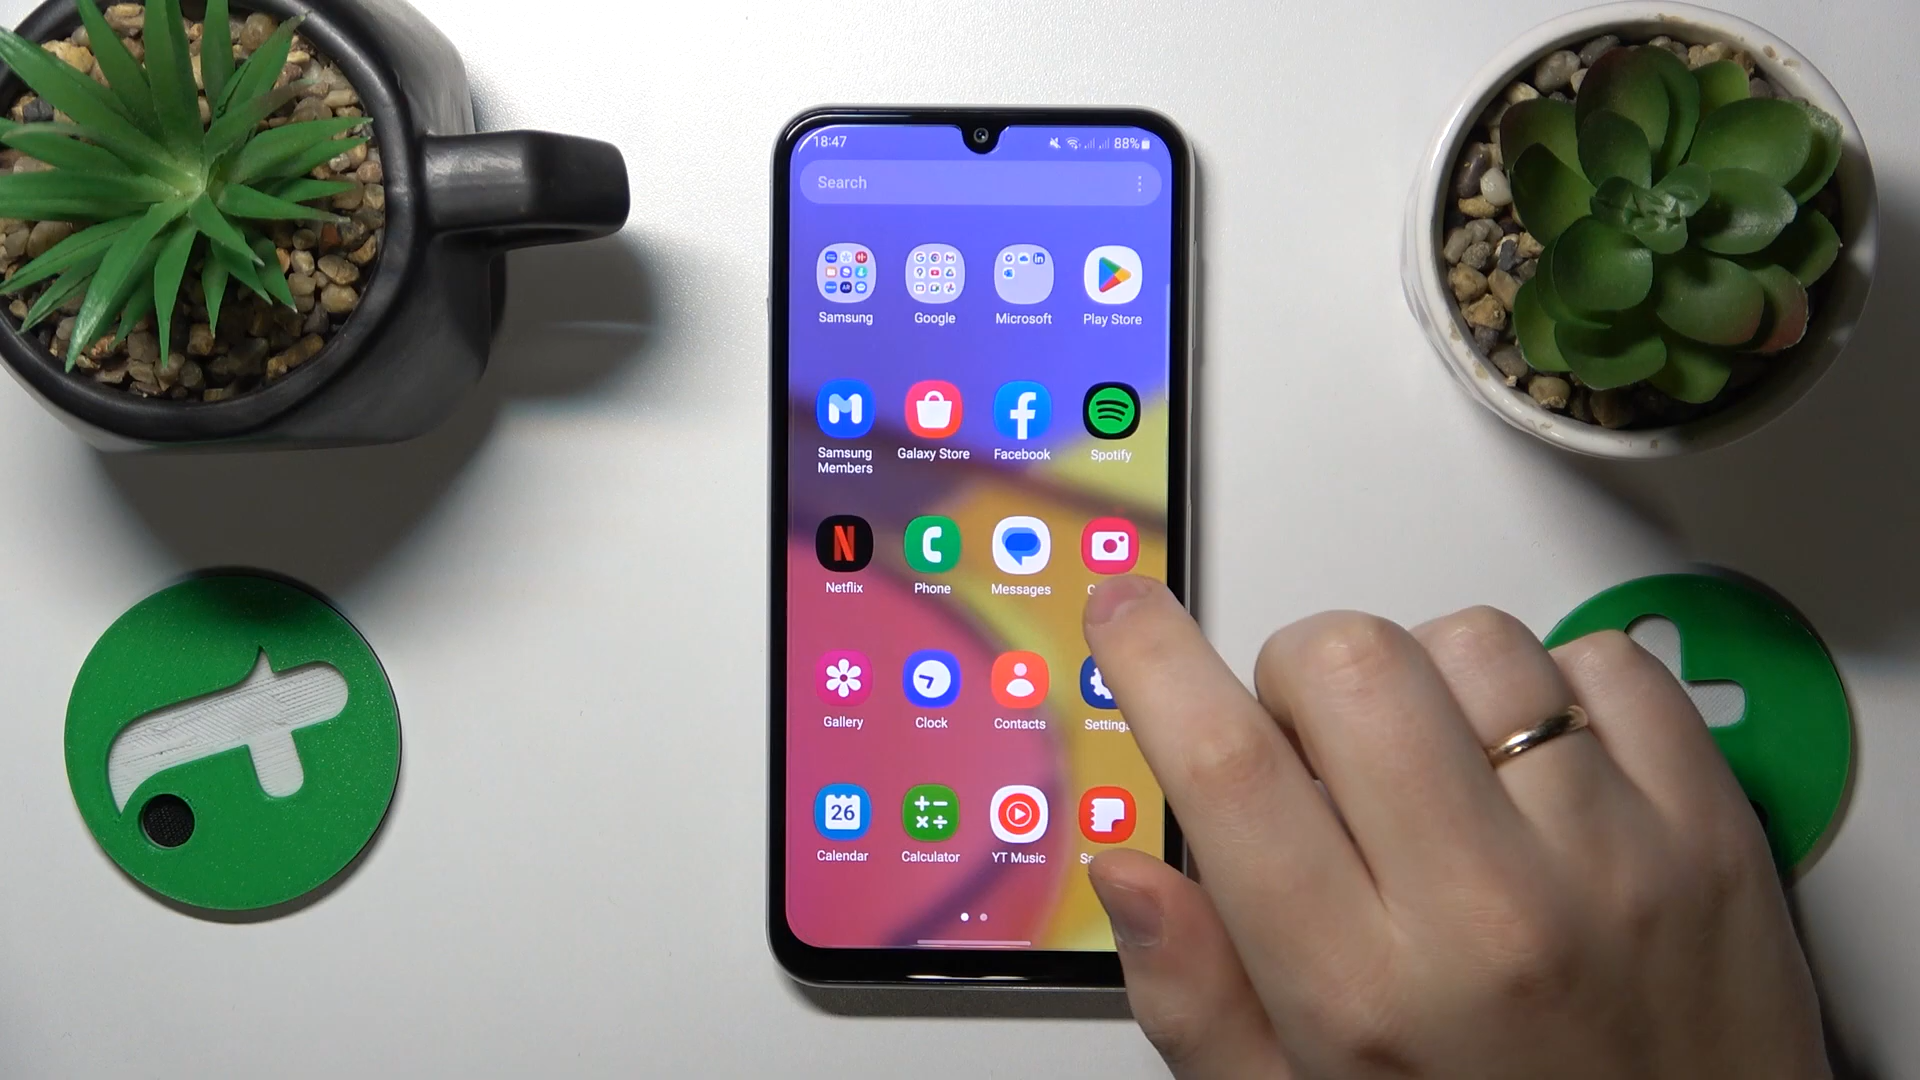 18:47 88%
Search
Samsung Google Microsoft Play Store
Samsung Members Galaxy Store Facebook Spotify
Netflix Phone Messages
Gallery Clock Contacts Settings
26
Calendar Calculator YT Music